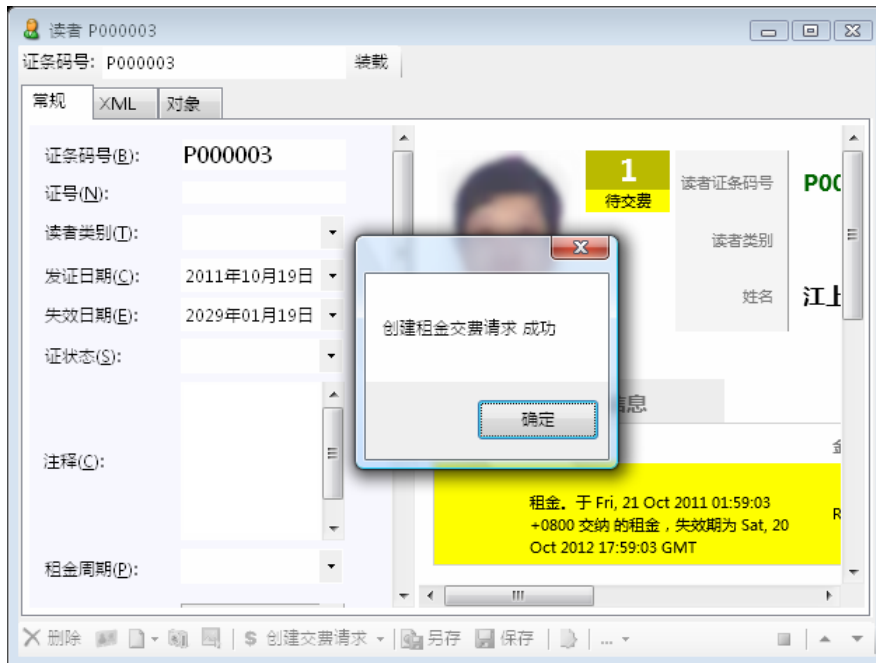 读者 P000003
证条码号: P000003 装载
常规 XML 对象
证条码号(B): P000003
证号(N):
读者类别(T):
发证日期(C): 2011年10月19日
失效日期(E): 2029年01月19日
证状态(S):
注释(C):
租金周期(P):
1
待交费
读者证条码号 P00
读者类别
姓名 江上
创建租金交费请求 成功
确定
信息
租金。于 Fri, 21 Oct 2011 01:59:03
+0800 交纳 的租金，失效期为 Sat, 20
Oct 2012 17:59:03 GMT
R
删除 $ 创建交费请求 另存 保存 ...